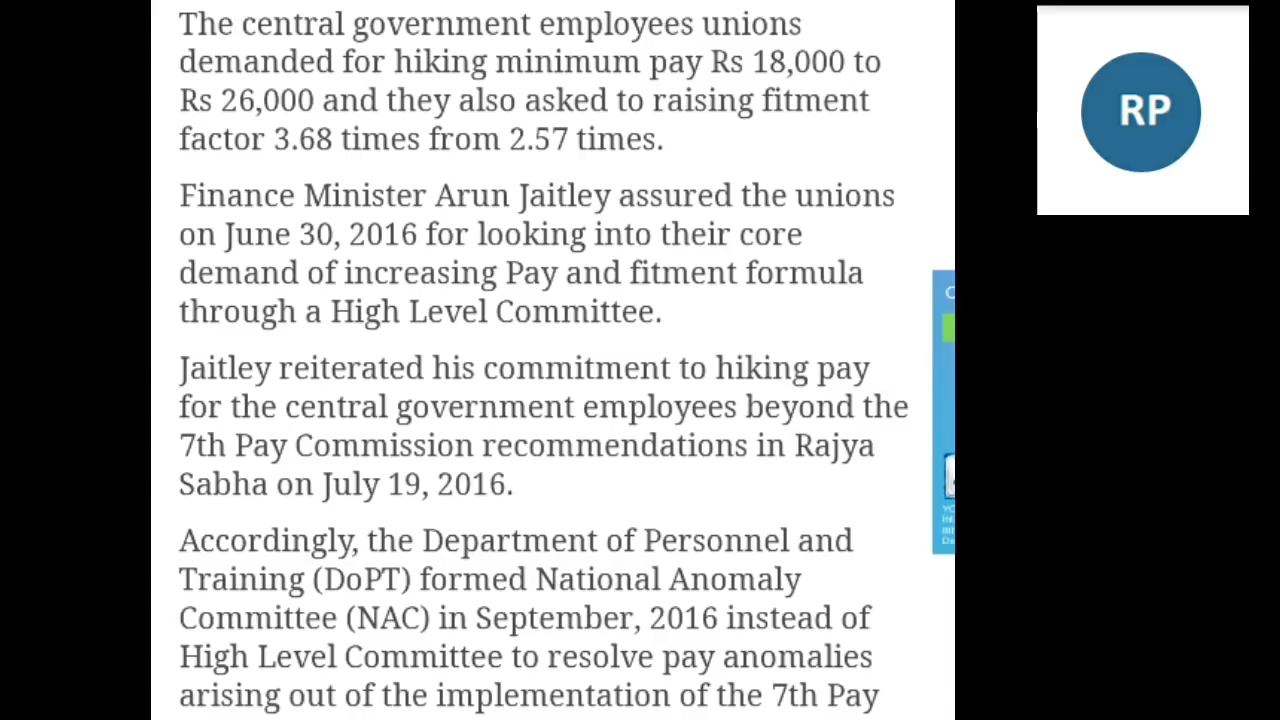 The central government employees unions
demanded for hiking minimum pay Rs 18,000 to
Rs 26,000 and they also asked to raising fitment
factor 3.68 times from 2.57 times.
Finance Minister Arun Jaitley assured the unions
on June 30, 2016 for looking into their core
demand of increasing Pay and fitment formula
through a High Level Committee.
Jaitley reiterated his commitment to hiking pay
for the central government employees beyond the
7th Pay Commission recommendations in Rajya
Sabha on July 19, 2016.
Accordingly, the Department of Personnel and
Training (DoPT) formed National Anomaly
Committee (NAC) in September, 2016 instead of
High Level Committee to resolve pay anomalies
arising out of the implementation of the 7th Pay
RP